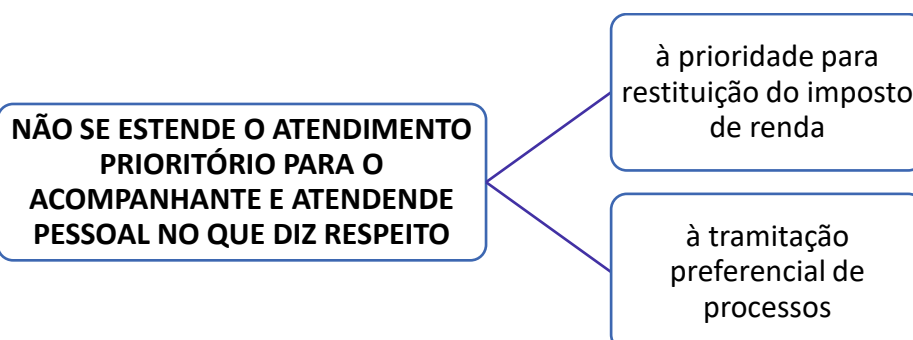 NÃO SE ESTENDE O ATENDIMENTO
PRIORITÓRIO PARA O
ACOMPANHANTE E ATENDENDE
PESSOAL NO QUE DIZ RESPEITO
à prioridade para
restituição do imposto
de renda
à tramitação
preferencial de
processos